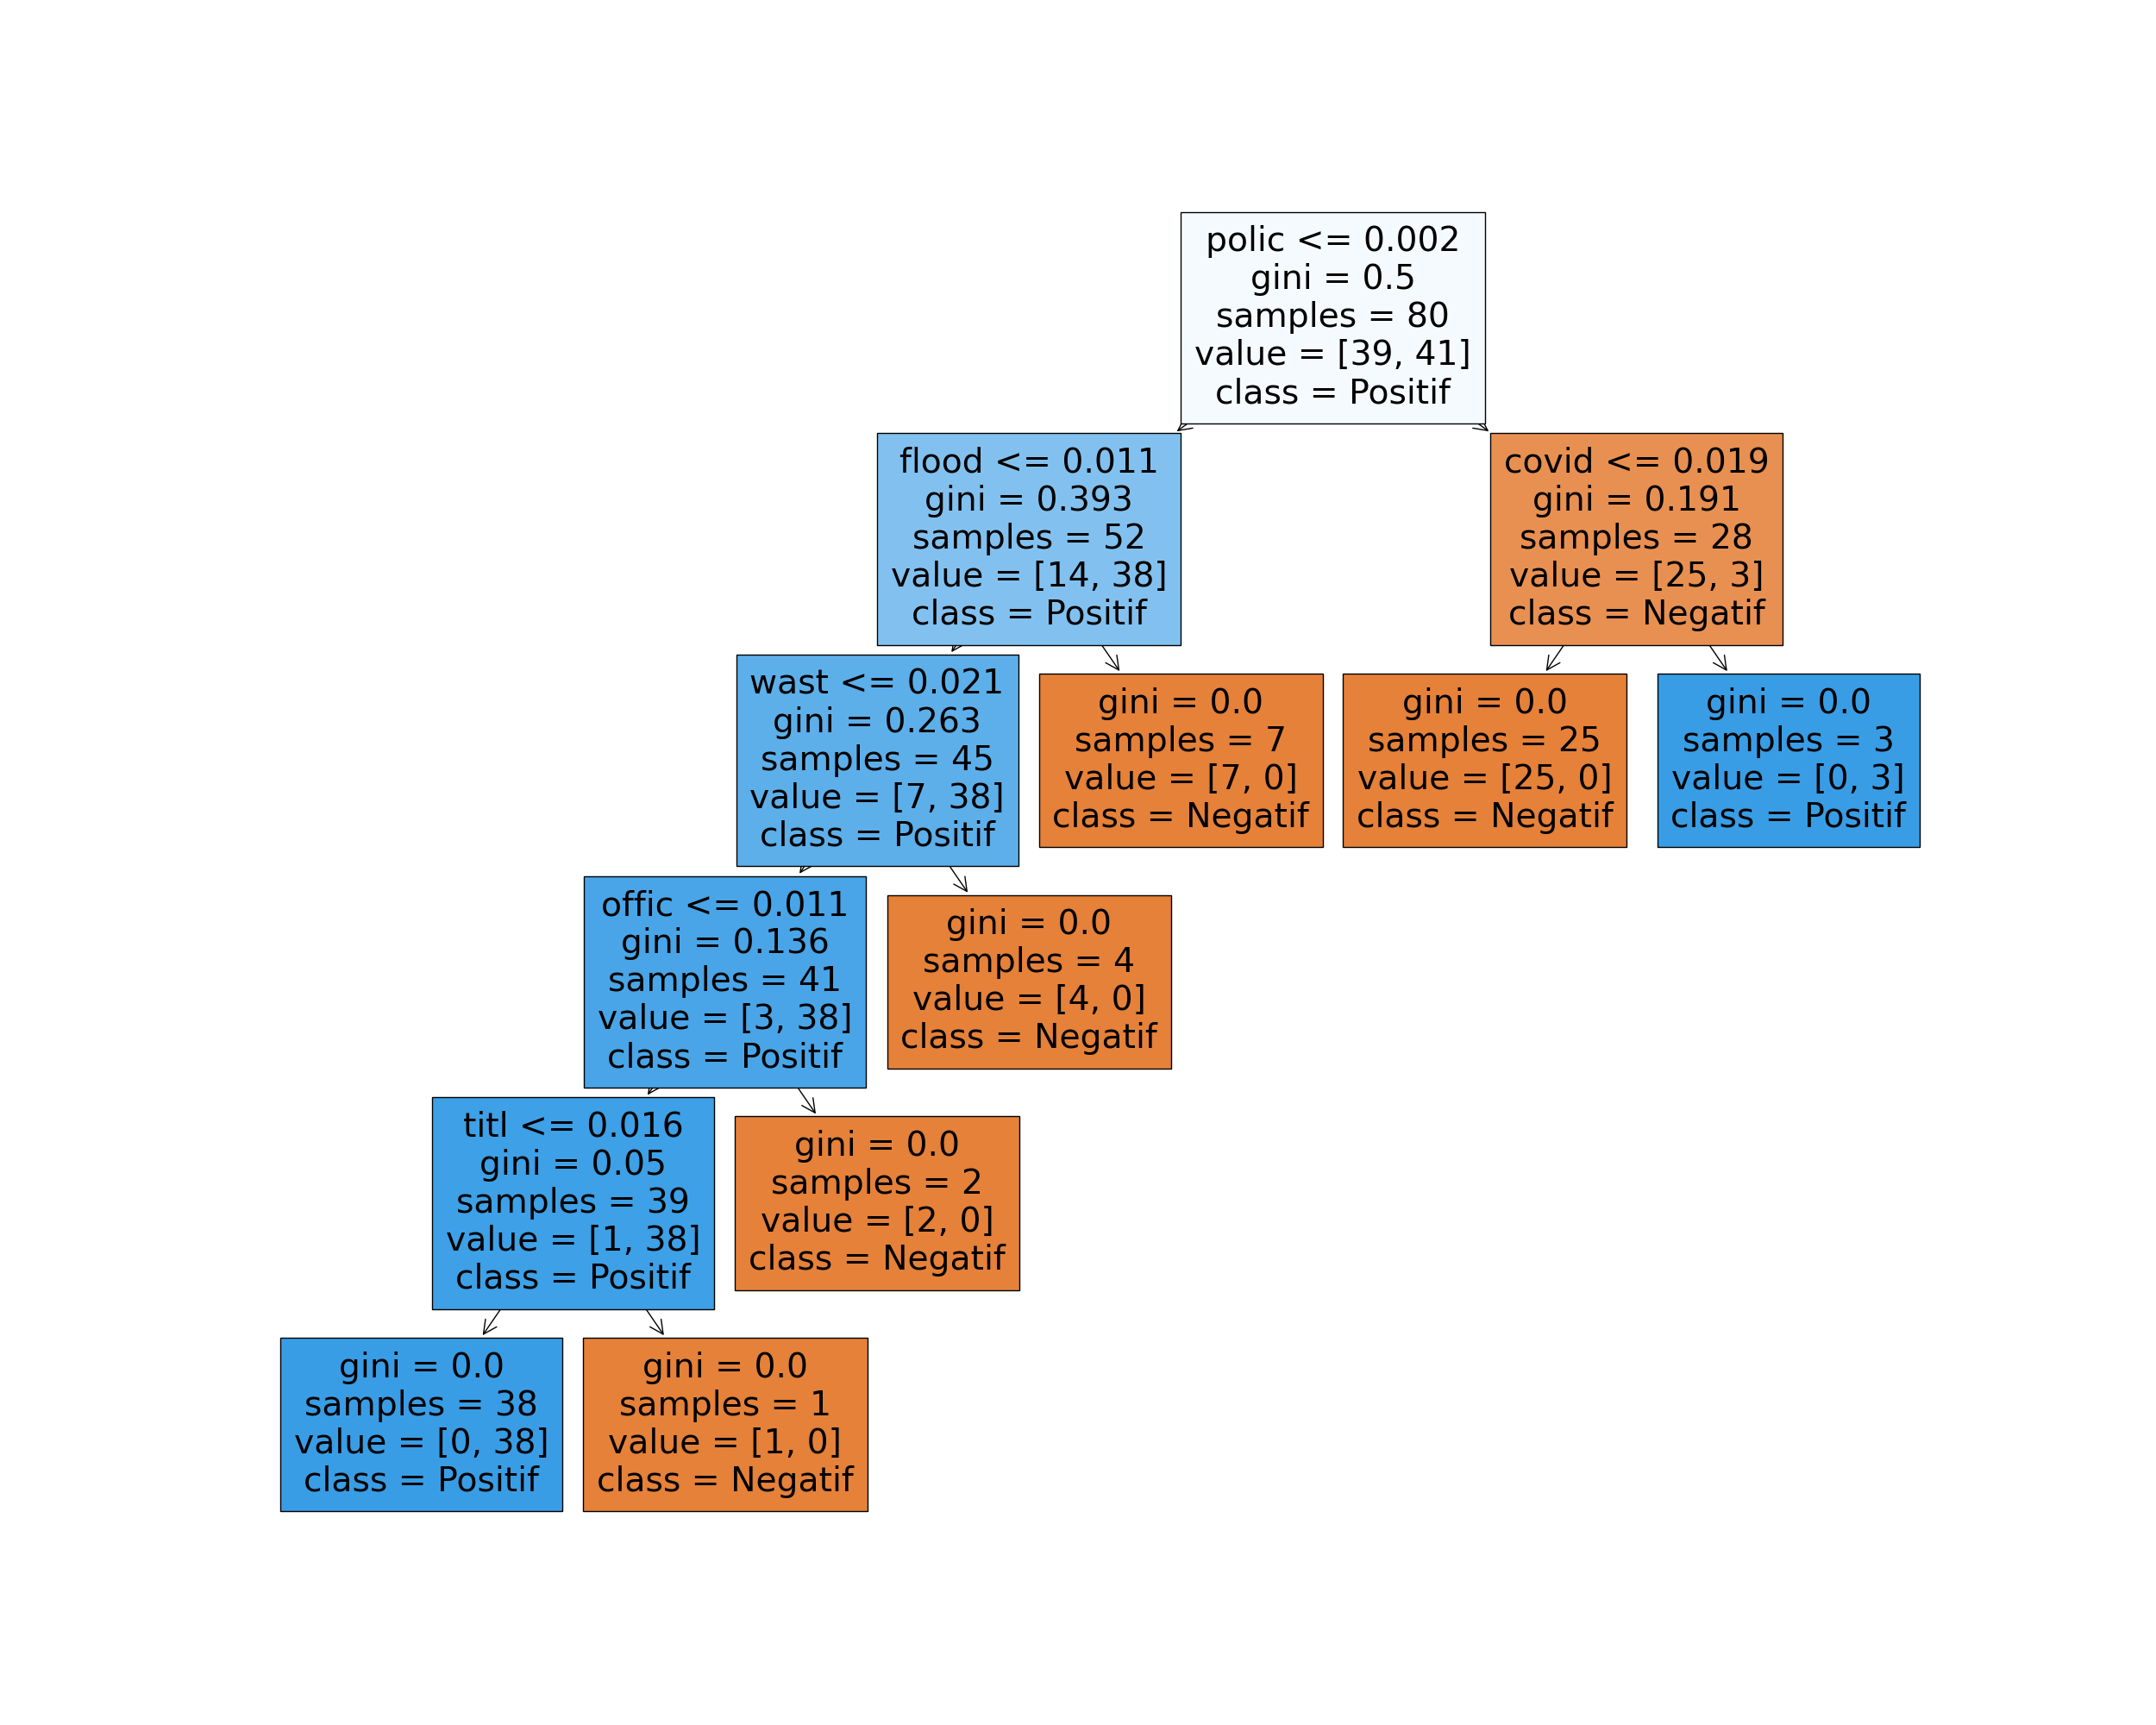 polic <= 0.002
gini = 0.5
samples = 80
value = [39, 41]
class = Positif
flood <= 0.011
gini = 0.393
samples = 52
value = [14, 38]
class = Positif
covid <= 0.019
gini = 0.191
samples = 28
value = [25, 3]
class = Negatif
wast <= 0.021
gini = 0.263
samples = 45
value = [7, 38]
class = Positif
gini = 0.0
samples = 7
value = [7, 0]
class = Negatif
gini = 0.0
samples = 25
value = [25, 0]
class = Negatif
gini = 0.0
samples = 3
value = [0, 3]
class = Positif
offic <= 0.011
gini = 0.136
samples = 41
value = [3, 38]
class = Positif
gini = 0.0
samples = 4
value = [4, 0]
class = Negatif
titl <= 0.016
gini = 0.05
samples = 39
value = [1, 38]
class = Positif
gini = 0.0
samples = 2
value = [2, 0]
class = Negatif
gini = 0.0
samples = 38
value = [0, 38]
class = Positif
gini = 0.0
samples = 1
value = [1, 0]
class = Negatif